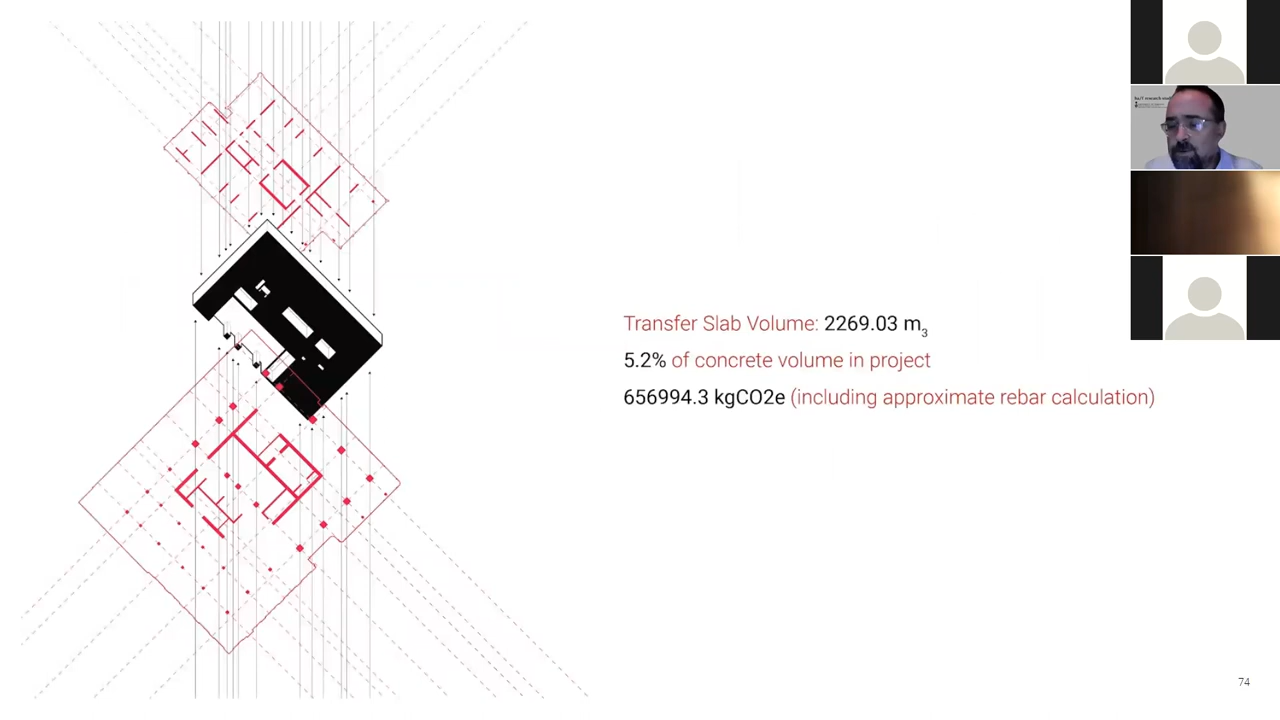 Transfer Slab Volume: 2269.03 m3
5.2% of concrete volume in project
656994.3 kgCO2e (including approximate rebar calculation)
74